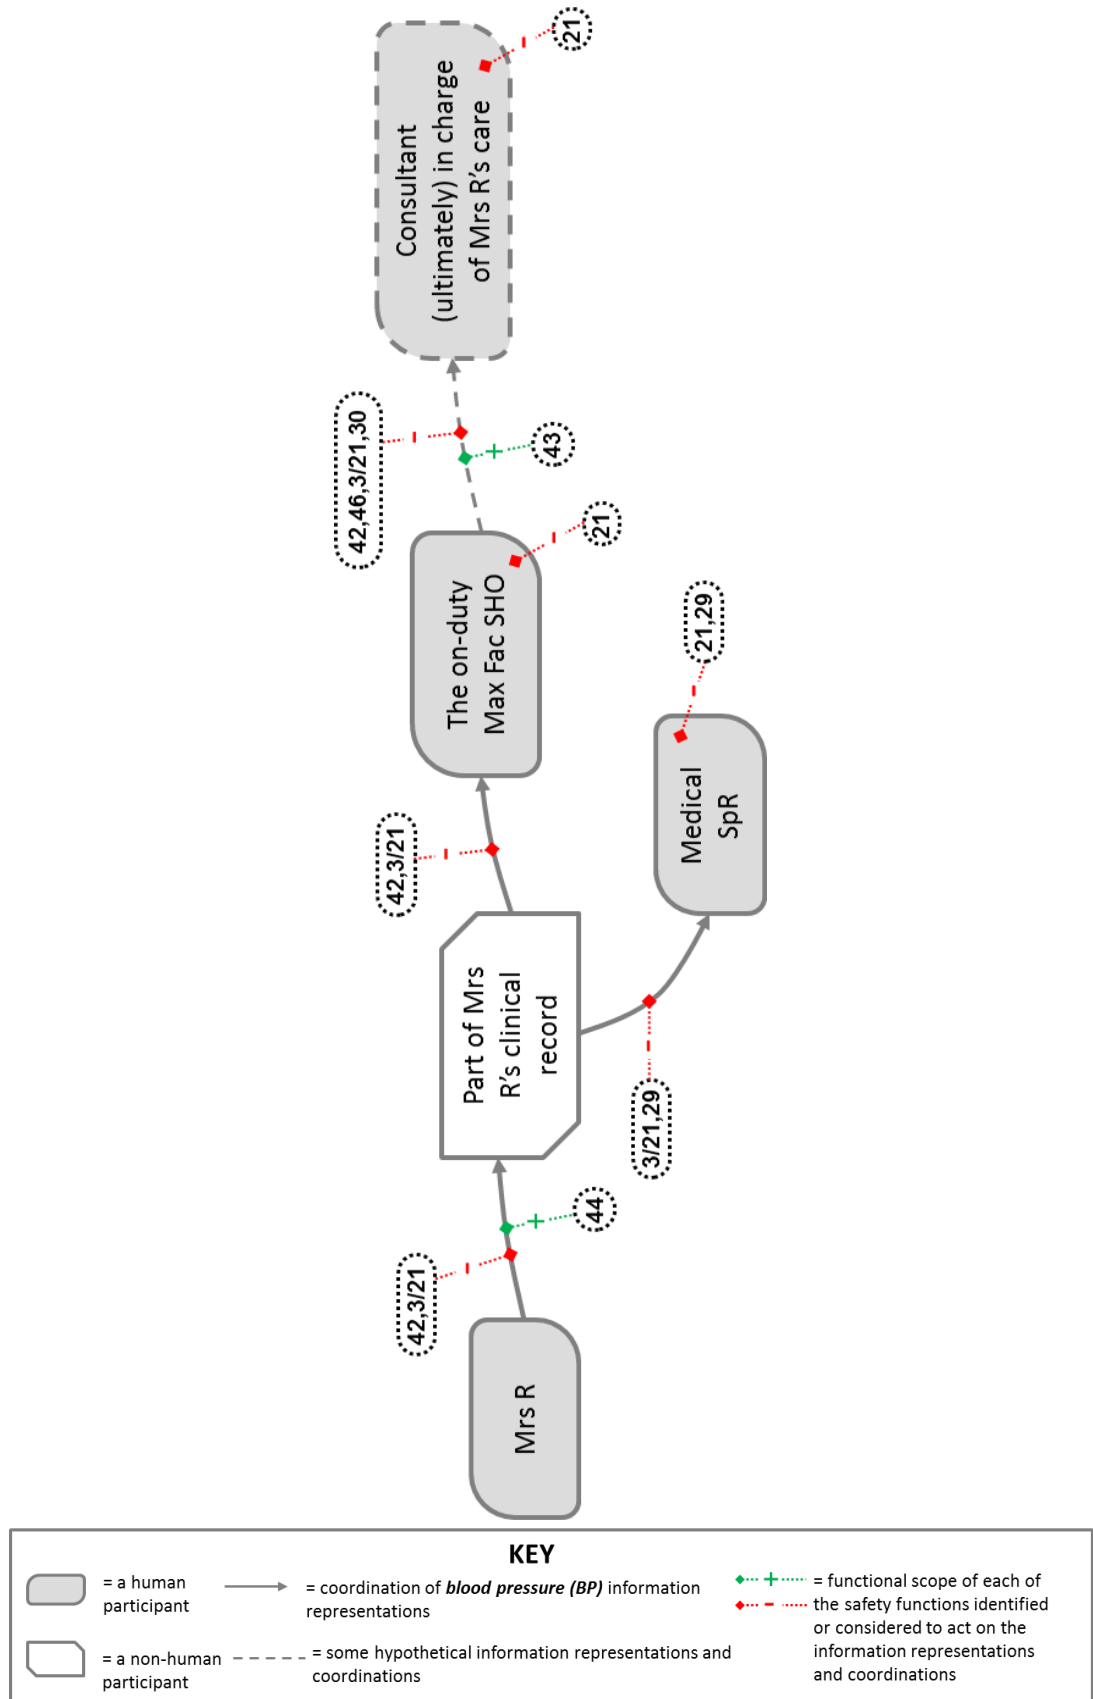 Mrs R
42,3/21
44
Part of Mrs
R's clinical
record
42,3/21
3/21,29
The on-duty
Max Fac SHO
21
Medical
SpR
21,29
42,46,3/21,30
43
Consultant
(ultimately) in charge
of Mrs R's care
21
KEY
= a human
participant
= coordination of blood pressure (BP) information
representations
= functional scope of each of
the safety functions identified
or considered to act on the
information representations
and coordinations
= a non-human
participant
= some hypothetical information representations and
coordinations